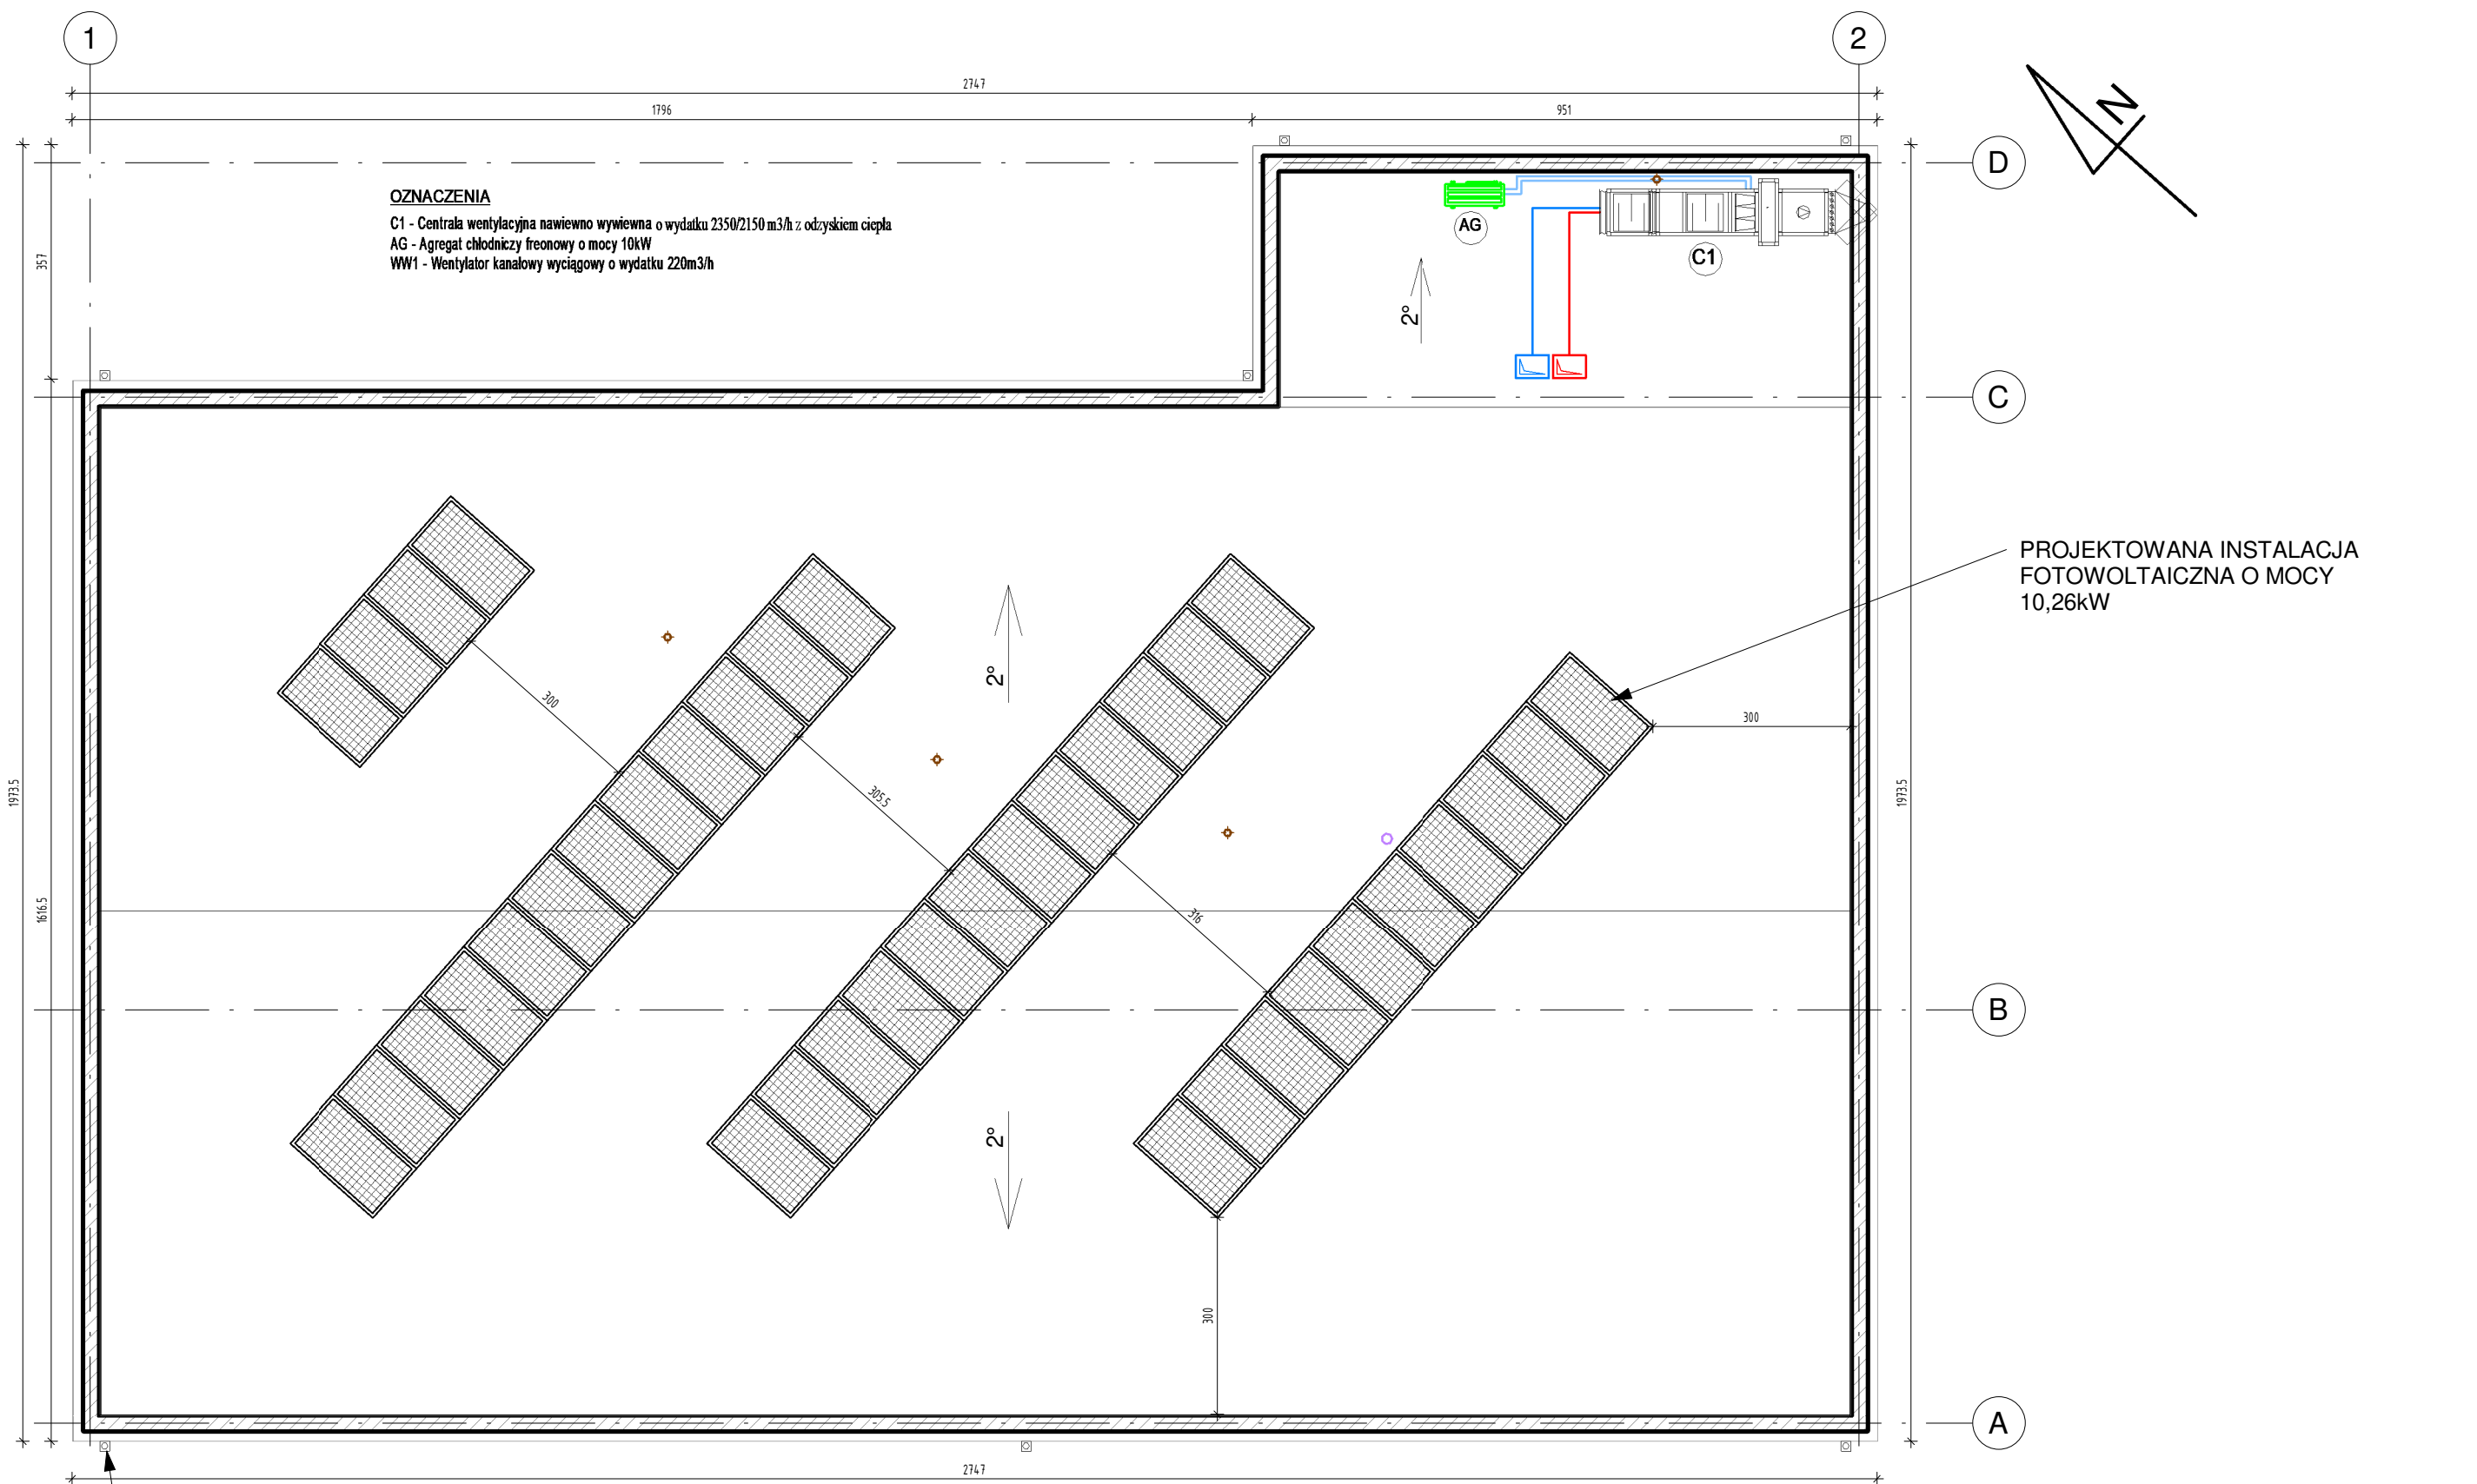 1
2
2747
1796
951
N
D
OZNACZENIA
C1 - Centrala wentylacyjna nawiewno wywiewna o wydatku 2350/2150 m3/h z odzyskiem ciepła
AG - Agregat chłodniczy freonowy o mocy 10kW
WW1 - Wentylator kanałowy wyciągowy o wydatku 220m3/h
AG
C1
357
2°
C
PROJEKTOWANA INSTALACJA
FOTOWOLTAICZNA O MOCY
10,26kW
2°
300
300
305.5
1973.5
1973.5
316
1616.5
B
2°
300
A
2747